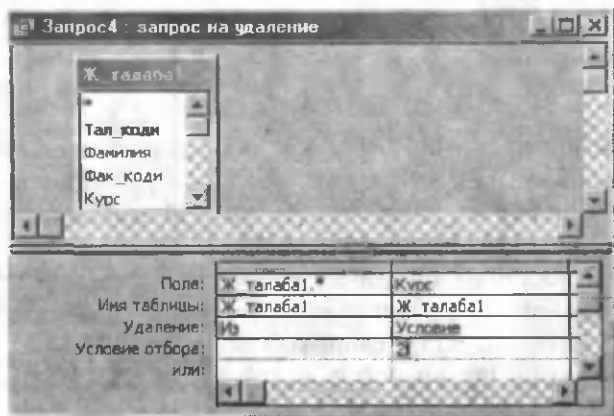 Запрос4 : запрос на удаление
Ж_талаба1
*
Тал_коди
Фамилия
Фак_коди
Курс
Поле: Ж_талаба1.* Курс
Имя таблицы: Ж_талаба1 Ж_талаба1
Удаление: Из Условие
Условие отбора:
или: